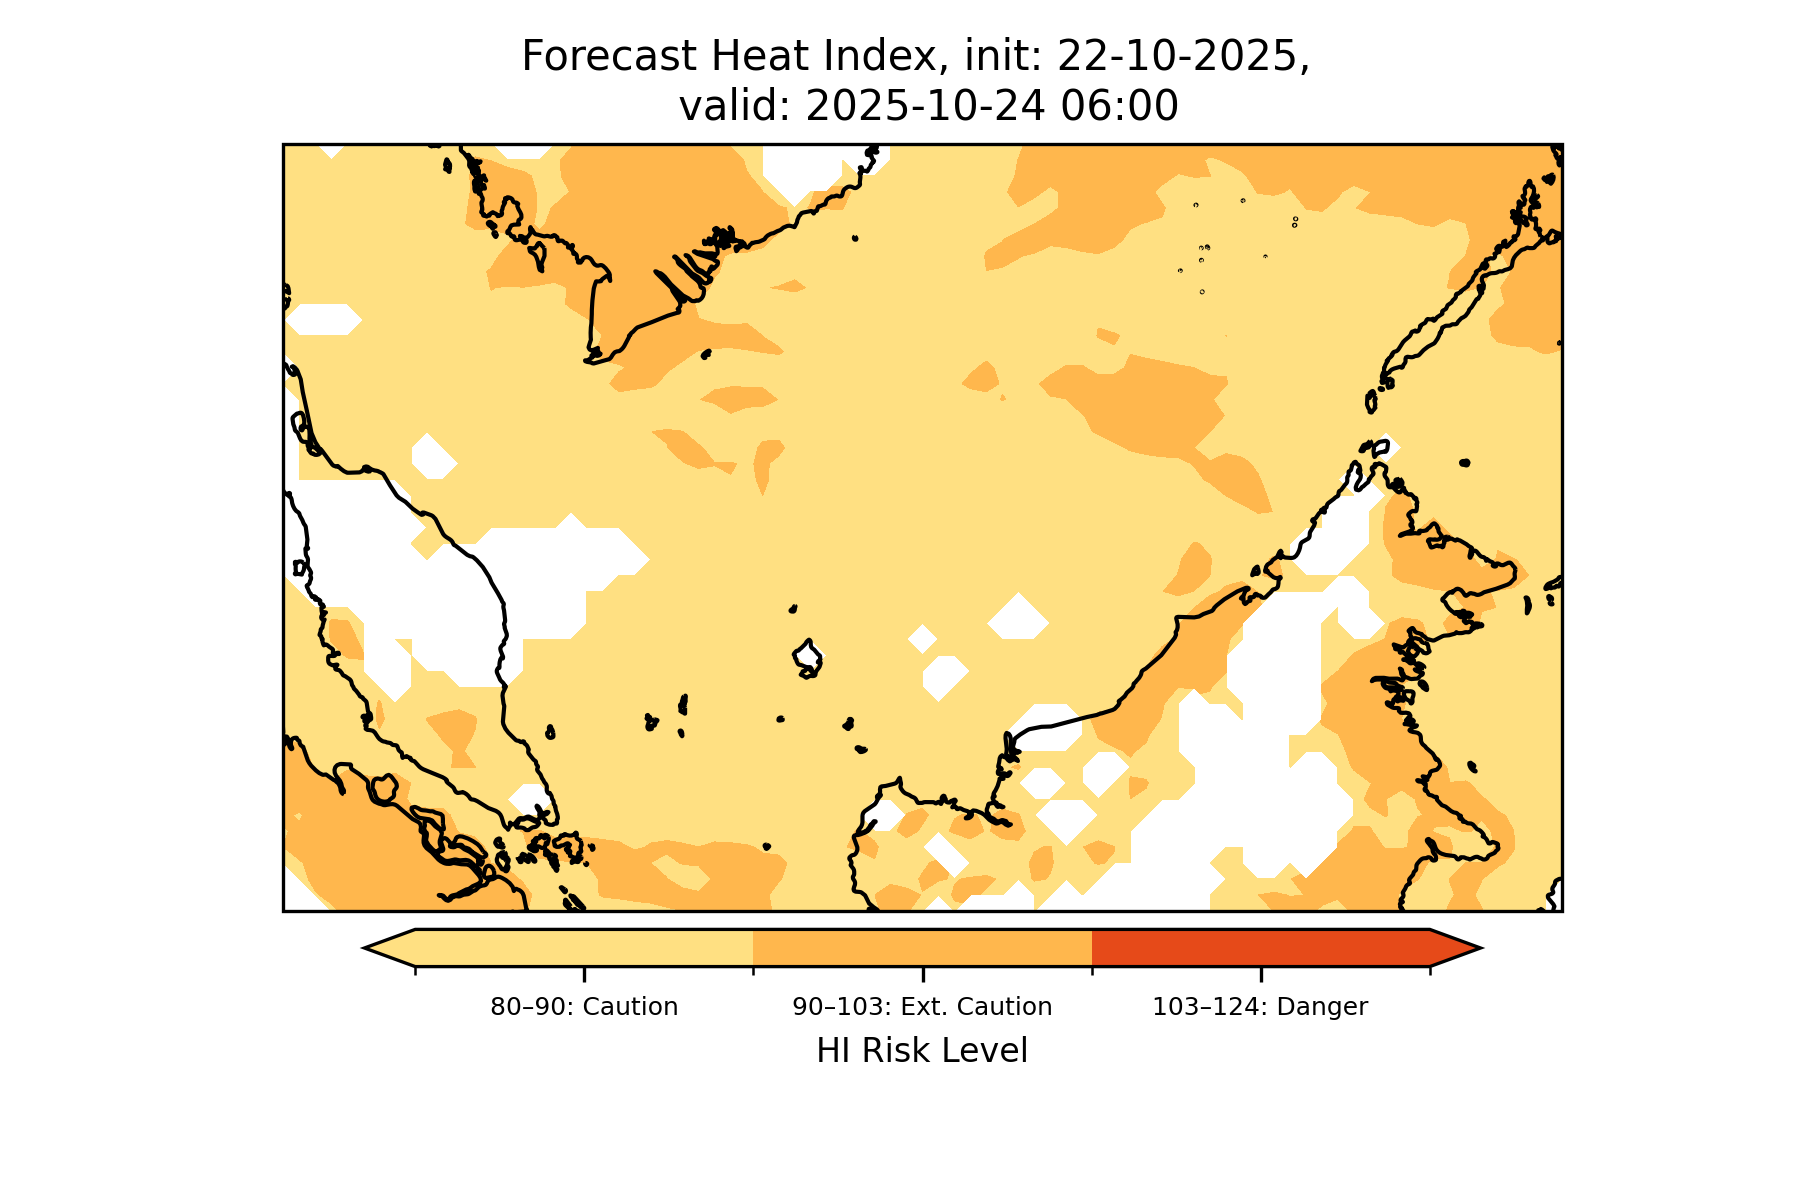 Forecast Heat Index, init: 22-10-2025,
valid: 2025-10-24 06:00
80–90: Caution
90–103: Ext. Caution
103–124: Danger
HI Risk Level